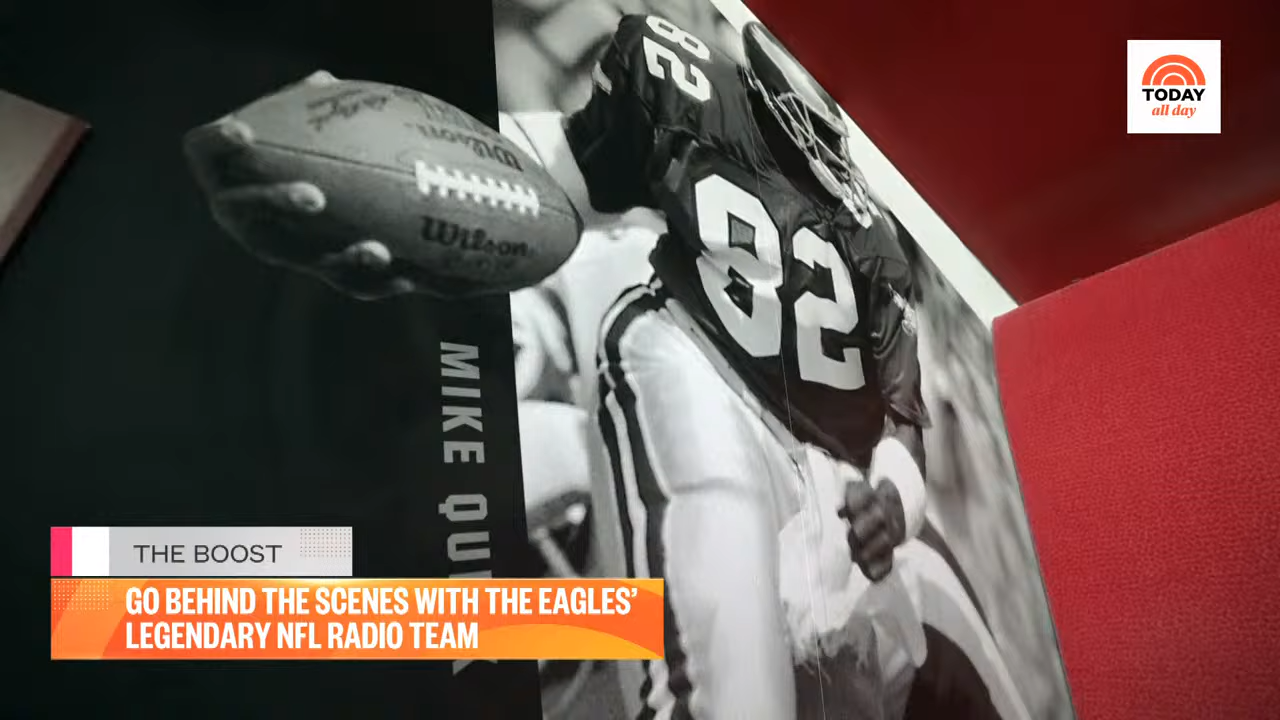 TODAY
all day
82
Wilson
Wilson
82
MIKE QU
THE BOOST
GO BEHIND THE SCENES WITH THE EAGLES'
LEGENDARY NFL RADIO TEAM